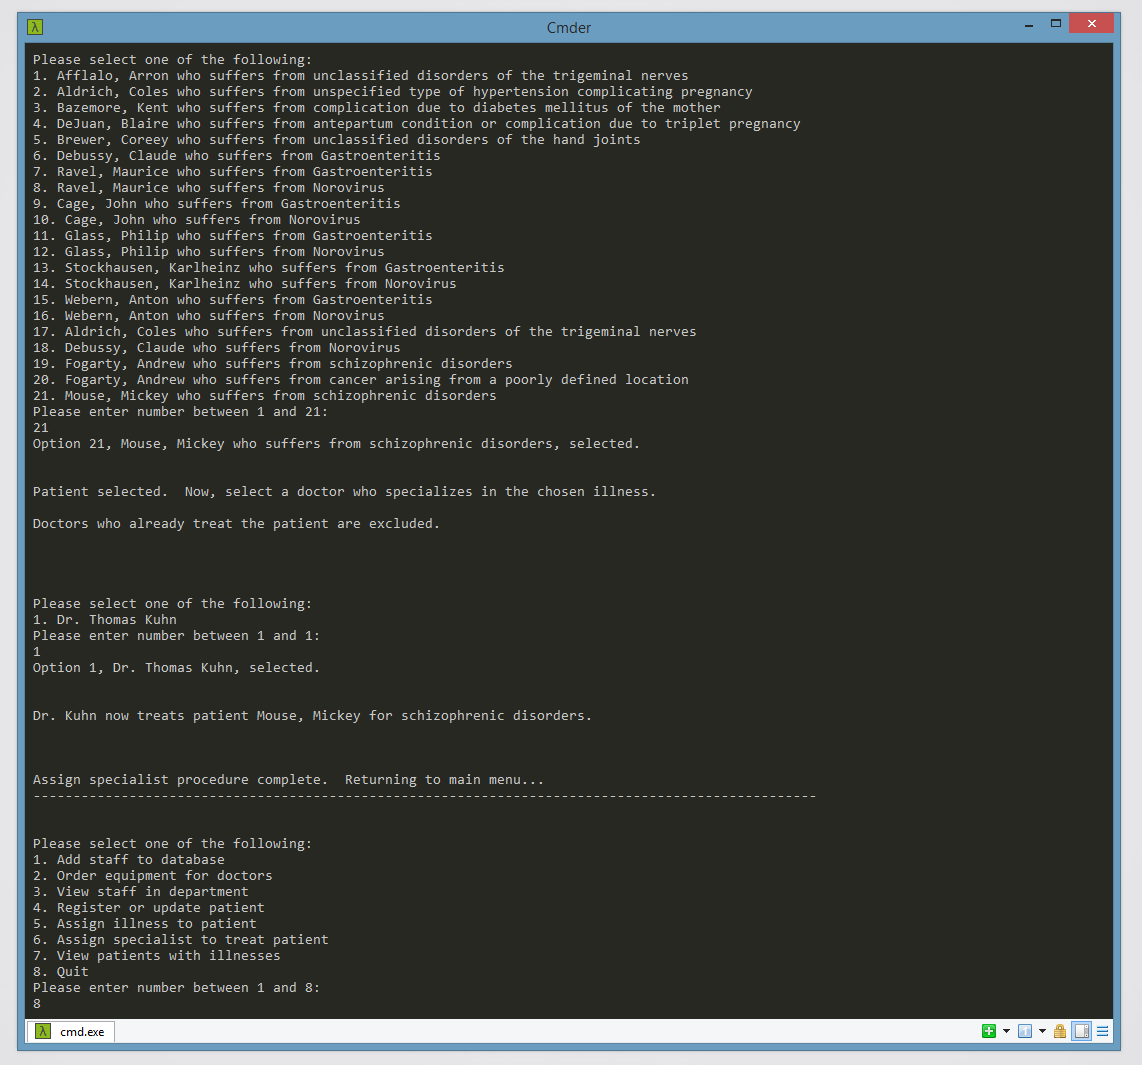 λ
Cmder
Please select one of the following:
1. Afflalo, Arron who suffers from unclassified disorders of the trigeminal nerves
2. Aldrich, Coles who suffers from unspecified type of hypertension complicating pregnancy
3. Bazemore, Kent who suffers from complication due to diabetes mellitus of the mother
4. DeJuan, Blaire who suffers from antepartum condition or complication due to triplet pregnancy
5. Brewer, Coreey who suffers from unclassified disorders of the hand joints
6. Debussy, Claude who suffers from Gastroenteritis
7. Ravel, Maurice who suffers from Gastroenteritis
8. Ravel, Maurice who suffers from Norovirus
9. Cage, John who suffers from Gastroenteritis
10. Cage, John who suffers from Norovirus
11. Glass, Philip who suffers from Gastroenteritis
12. Glass, Philip who suffers from Norovirus
13. Stockhausen, Karlheinz who suffers from Gastroenteritis
14. Stockhausen, Karlheinz who suffers from Norovirus
15. Webern, Anton who suffers from Gastroenteritis
16. Webern, Anton who suffers from Norovirus
17. Aldrich, Coles who suffers from unclassified disorders of the trigeminal nerves
18. Debussy, Claude who suffers from Norovirus
19. Fogarty, Andrew who suffers from schizophrenic disorders
20. Fogarty, Andrew who suffers from cancer arising from a poorly defined location
21. Mouse, Mickey who suffers from schizophrenic disorders
Please enter number between 1 and 21:
21
Option 21, Mouse, Mickey who suffers from schizophrenic disorders, selected.
Patient selected.  Now, select a doctor who specializes in the chosen illness.
Doctors who already treat the patient are excluded.
Please select one of the following:
1. Dr. Thomas Kuhn
Please enter number between 1 and 1:
1
Option 1, Dr. Thomas Kuhn, selected.
Dr. Kuhn now treats patient Mouse, Mickey for schizophrenic disorders.
Assign specialist procedure complete.  Returning to main menu...
--------------------------------------------------------------------------------------------------
Please select one of the following:
1. Add staff to database
2. Order equipment for doctors
3. View staff in department
4. Register or update patient
5. Assign illness to patient
6. Assign specialist to treat patient
7. View patients with illnesses
8. Quit
Please enter number between 1 and 8:
8
λ cmd.exe